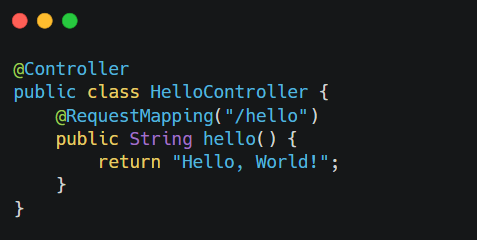 @Controller
public class HelloController {
    @RequestMapping("/hello")
    public String hello() {
        return "Hello, World!";
    }
}